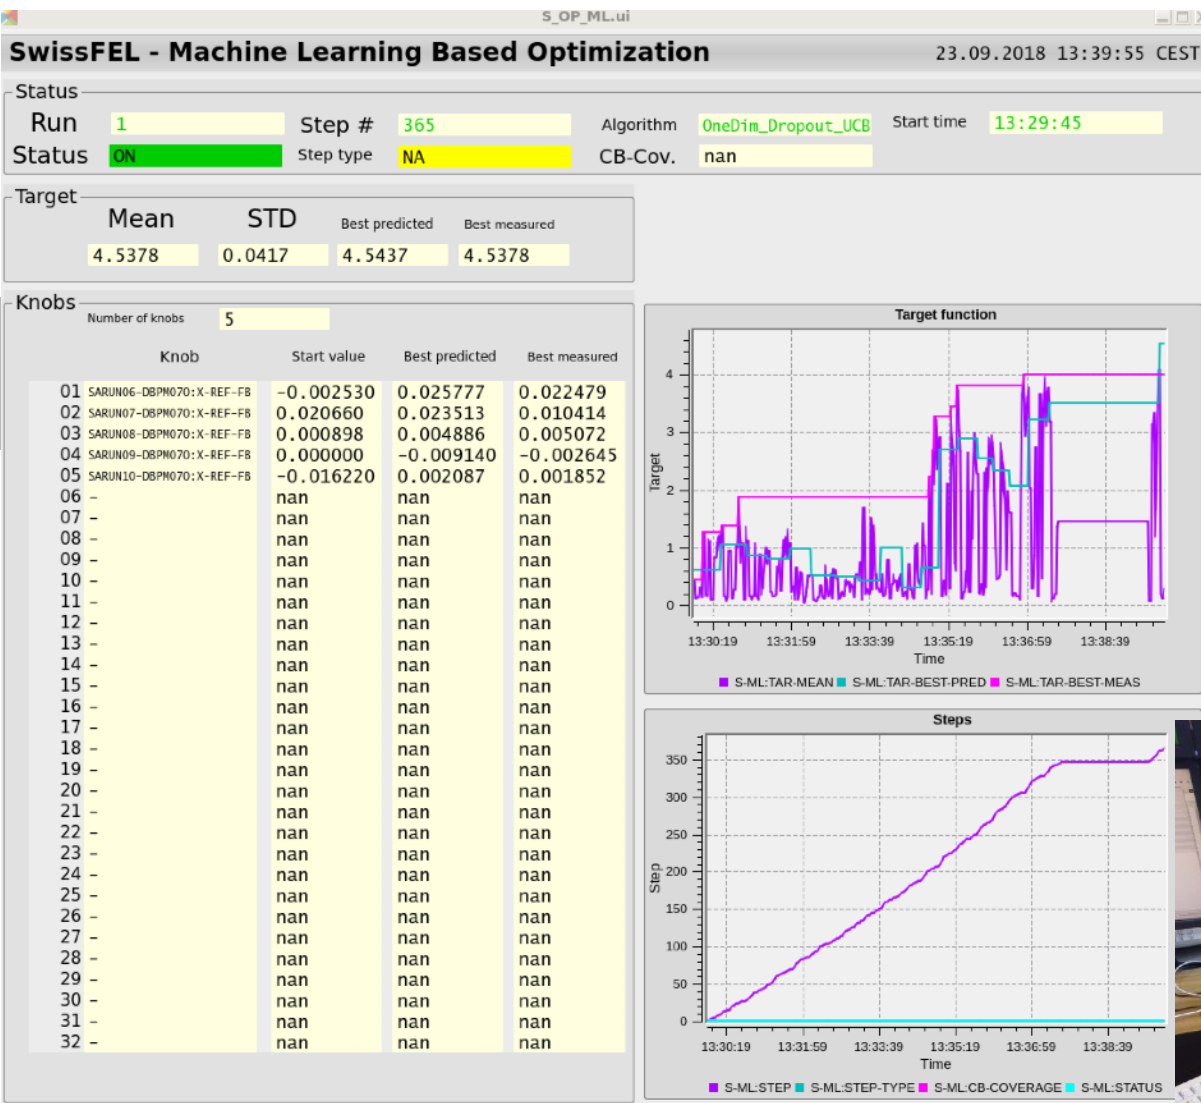 S_OP_ML.ui
SwissFEL - Machine Learning Based Optimization 23.09.2018 13:39:55 CEST
Status
Run 1 Step # 365 Algorithm OneDim_Dropout_UCB Start time 13:29:45
Status ON Step type NA CB-Cov. nan
Target
Mean STD Best predicted Best measured
4.5378 0.0417 4.5437 4.5378
Knobs
Number of knobs 5
Knob Start value Best predicted Best measured
01 SARUN06-DBPM070:X-REF-FB -0.002530 0.025777 0.022479
02 SARUN07-DBPM070:X-REF-FB 0.020660 0.023513 0.010414
03 SARUN08-DBPM070:X-REF-FB 0.000898 0.004886 0.005072
04 SARUN09-DBPM070:X-REF-FB 0.000000 -0.009140 -0.002645
05 SARUN10-DBPM070:X-REF-FB -0.016220 0.002087 0.001852
06 - nan nan nan
07 - nan nan nan
08 - nan nan nan
09 - nan nan nan
10 - nan nan nan
11 - nan nan nan
12 - nan nan nan
13 - nan nan nan
14 - nan nan nan
15 - nan nan nan
16 - nan nan nan
17 - nan nan nan
18 - nan nan nan
19 - nan nan nan
20 - nan nan nan
21 - nan nan nan
22 - nan nan nan
23 - nan nan nan
24 - nan nan nan
25 - nan nan nan
26 - nan nan nan
27 - nan nan nan
28 - nan nan nan
29 - nan nan nan
30 - nan nan nan
31 - nan nan nan
32 - nan nan nan
Target function
Target
4
3
2
1
0
13:30:19 13:31:59 13:33:39 13:35:19 13:36:59 13:38:39
Time
S-ML:TAR-MEAN S-ML:TAR-BEST-PRED S-ML:TAR-BEST-MEAS
Steps
Step
350
300
250
200
150
100
50
0
13:30:19 13:31:59 13:33:39 13:35:19 13:36:59 13:38:39
Time
S-ML:STEP S-ML:STEP-TYPE S-ML:CB-COVERAGE S-ML:STATUS